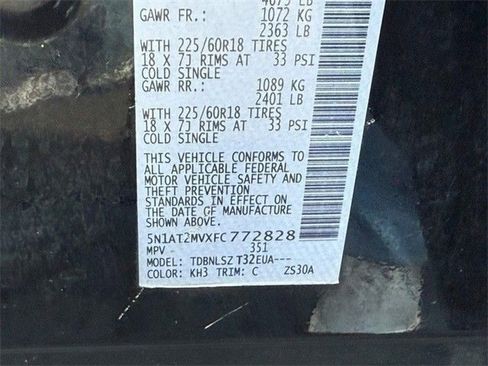 4675 LB
GAWR FR.: 1072 KG
2363 LB
WITH 225/60R18 TIRES
18 X 7J RIMS AT 33 PSI
COLD SINGLE
GAWR RR.: 1089 KG
2401 LB
WITH 225/60R18 TIRES
18 X 7J RIMS AT 33 PSI
COLD SINGLE
THIS VEHICLE CONFORMS TO
ALL APPLICABLE FEDERAL
MOTOR VEHICLE SAFETY AND
THEFT PREVENTION
STANDARDS IN EFFECT ON
THE DATE OF MANUFACTURE
SHOWN ABOVE.
5N1AT2MVXFC772828
MPV - 351
MODEL: TDBNLSZ T32EUA---
COLOR: KH3 TRIM: C ZS30A